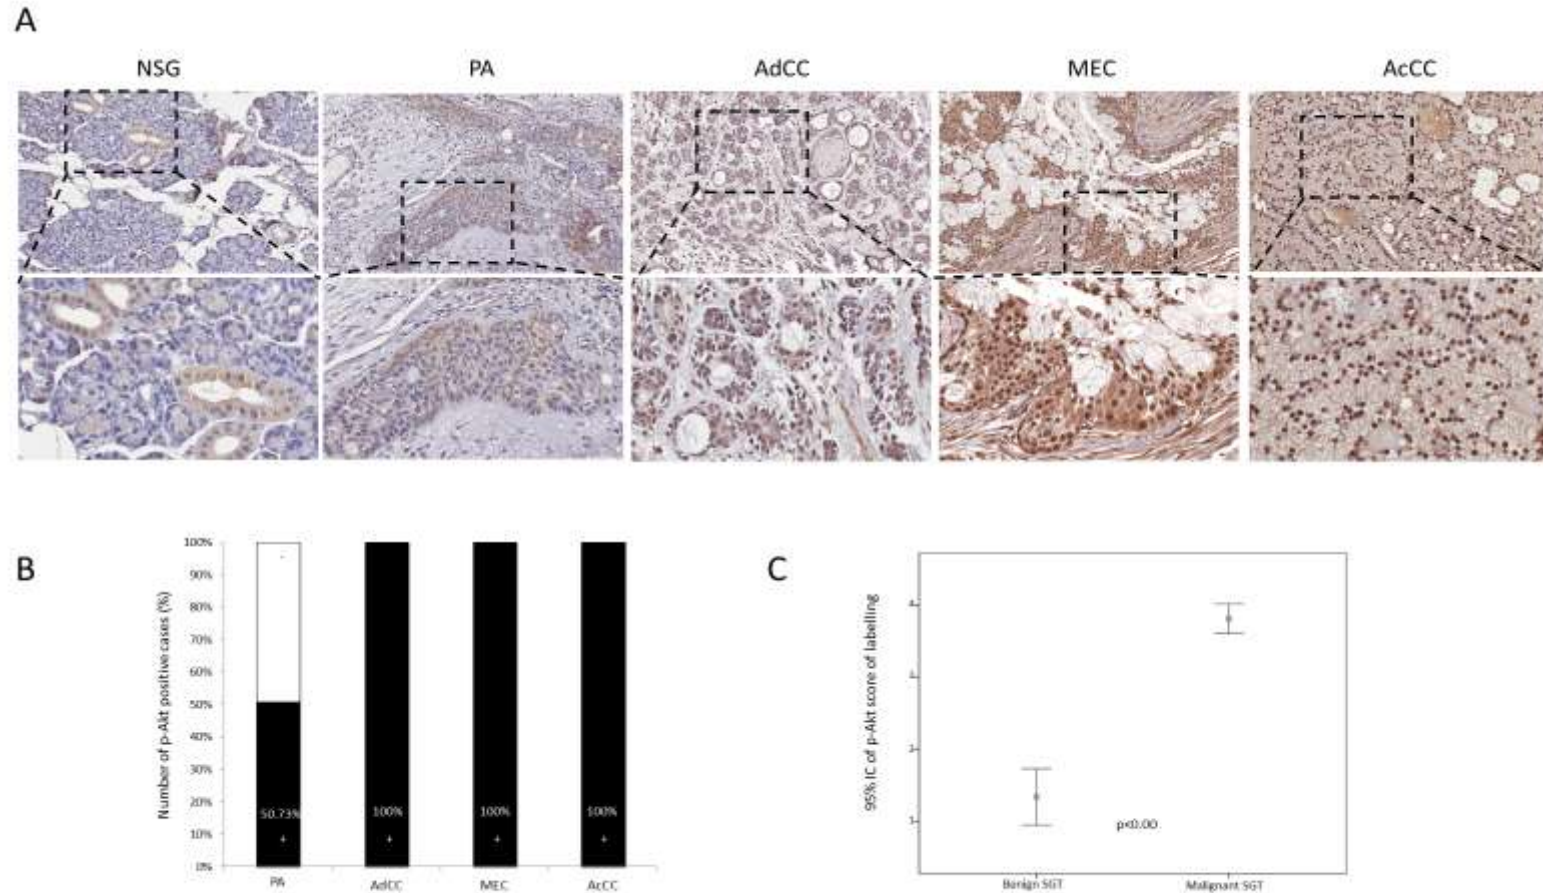 A
NSG PA AdCC MEC AcCC
B
Number of p-Akt positive cases (%)
100%
90%
80%
70%
60%
50%
40%
30%
20%
10%
0%
50.73% 100% 100% 100%
+ + + +
PA AdCC MEC AcCC
C
95% IC of p-Akt score of labelling
4
3
2
1
p<0.00
Benign SGT Malignant SGT